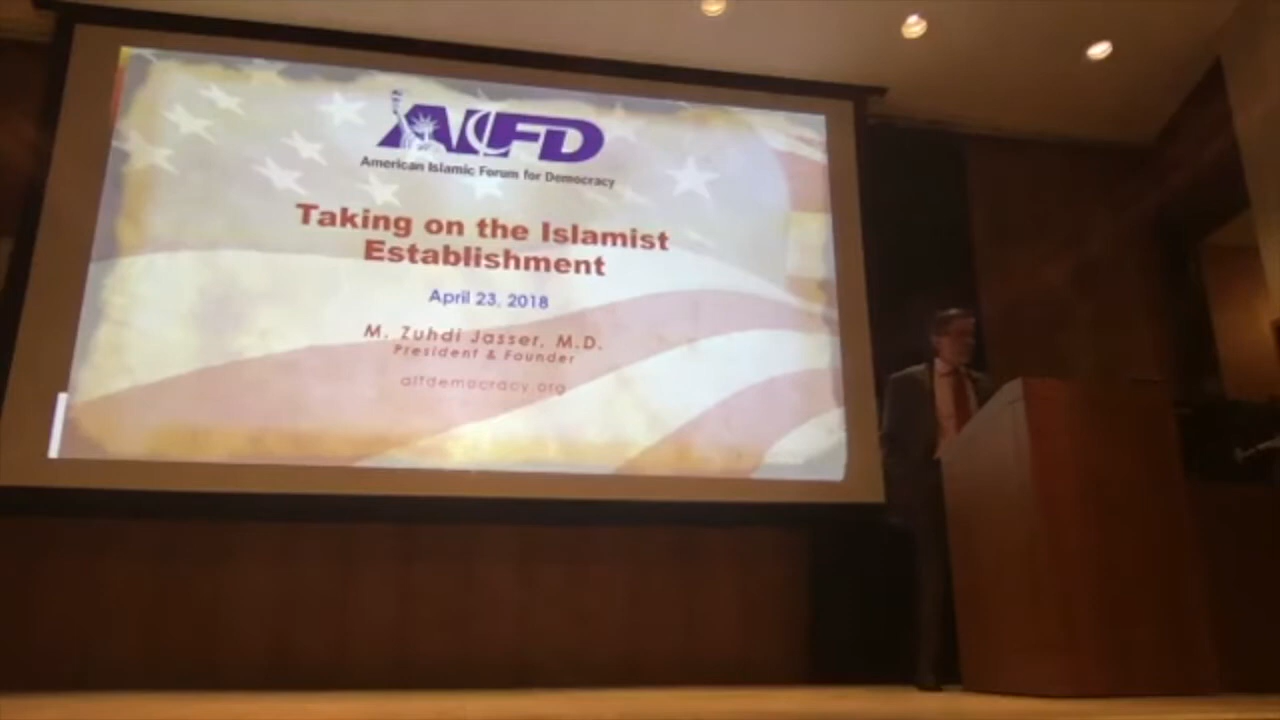 AIFD
American Islamic Forum for Democracy
Taking on the Islamist
Establishment
April 23, 2018
M. Zuhdi Jasser, M.D.
President & Founder
aifdemocracy.org